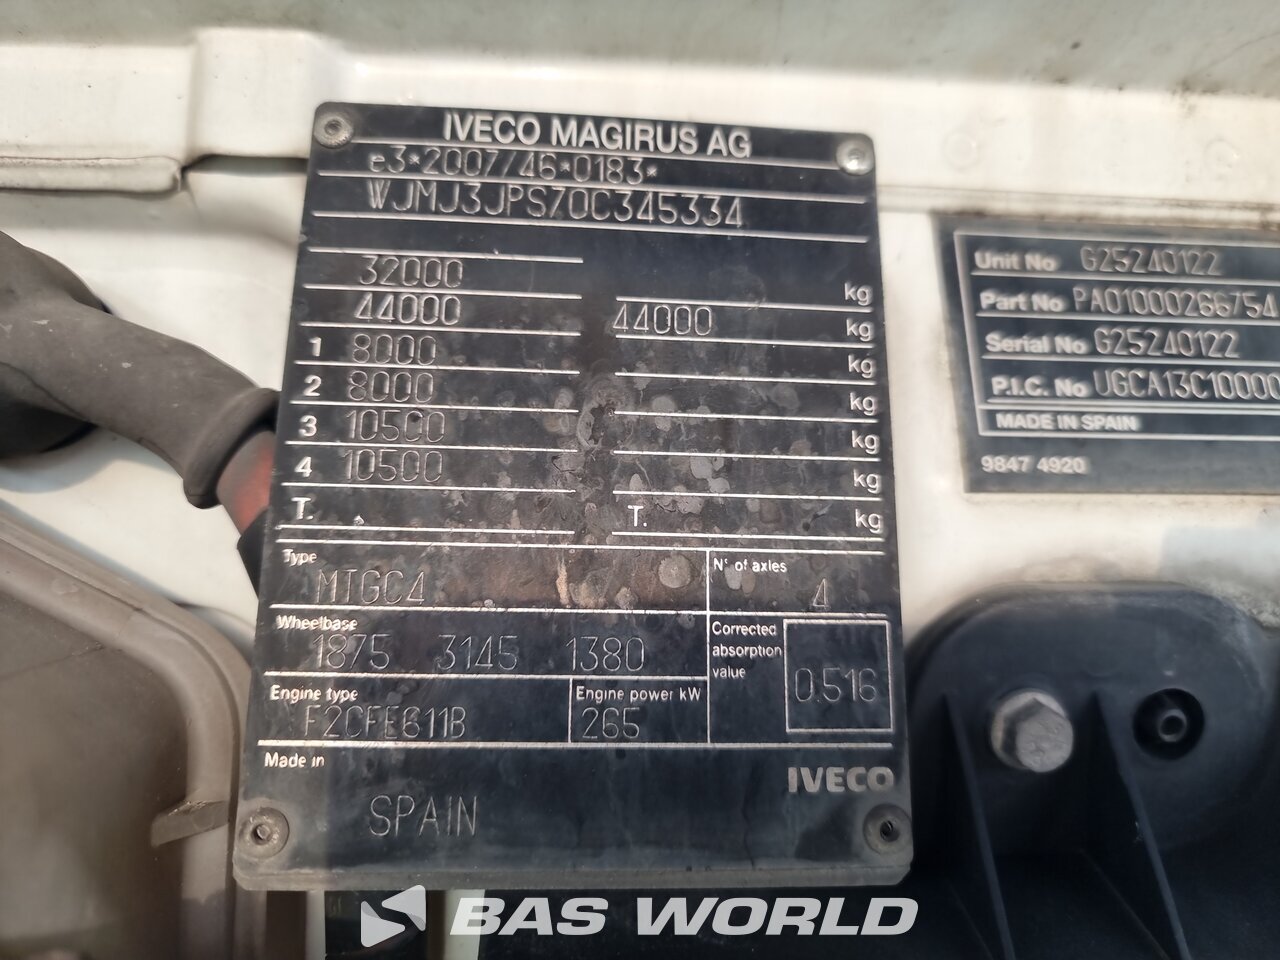 IVECO MAGIRUS AG
e3*2007/46*0183*
WJMJ3JPSZ0C345334
32000 kg
44000 44000 kg
1 8000 kg
2 8000 kg
3 10500 kg
4 10500 kg
T. T. kg
Type
MTGC4
N° of axles
4
Wheelbase
1875 3145 1380
Corrected
absorption
value
0.516
Engine type
F2CFE611B
Engine power kW
265
Made in
SPAIN
IVECO
Unit No G25240122
Part No PA0100026G754
Serial No G25240122
P.I.C. No UGCA13C10000
MADE IN SPAIN
9847 4920
BAS WORLD